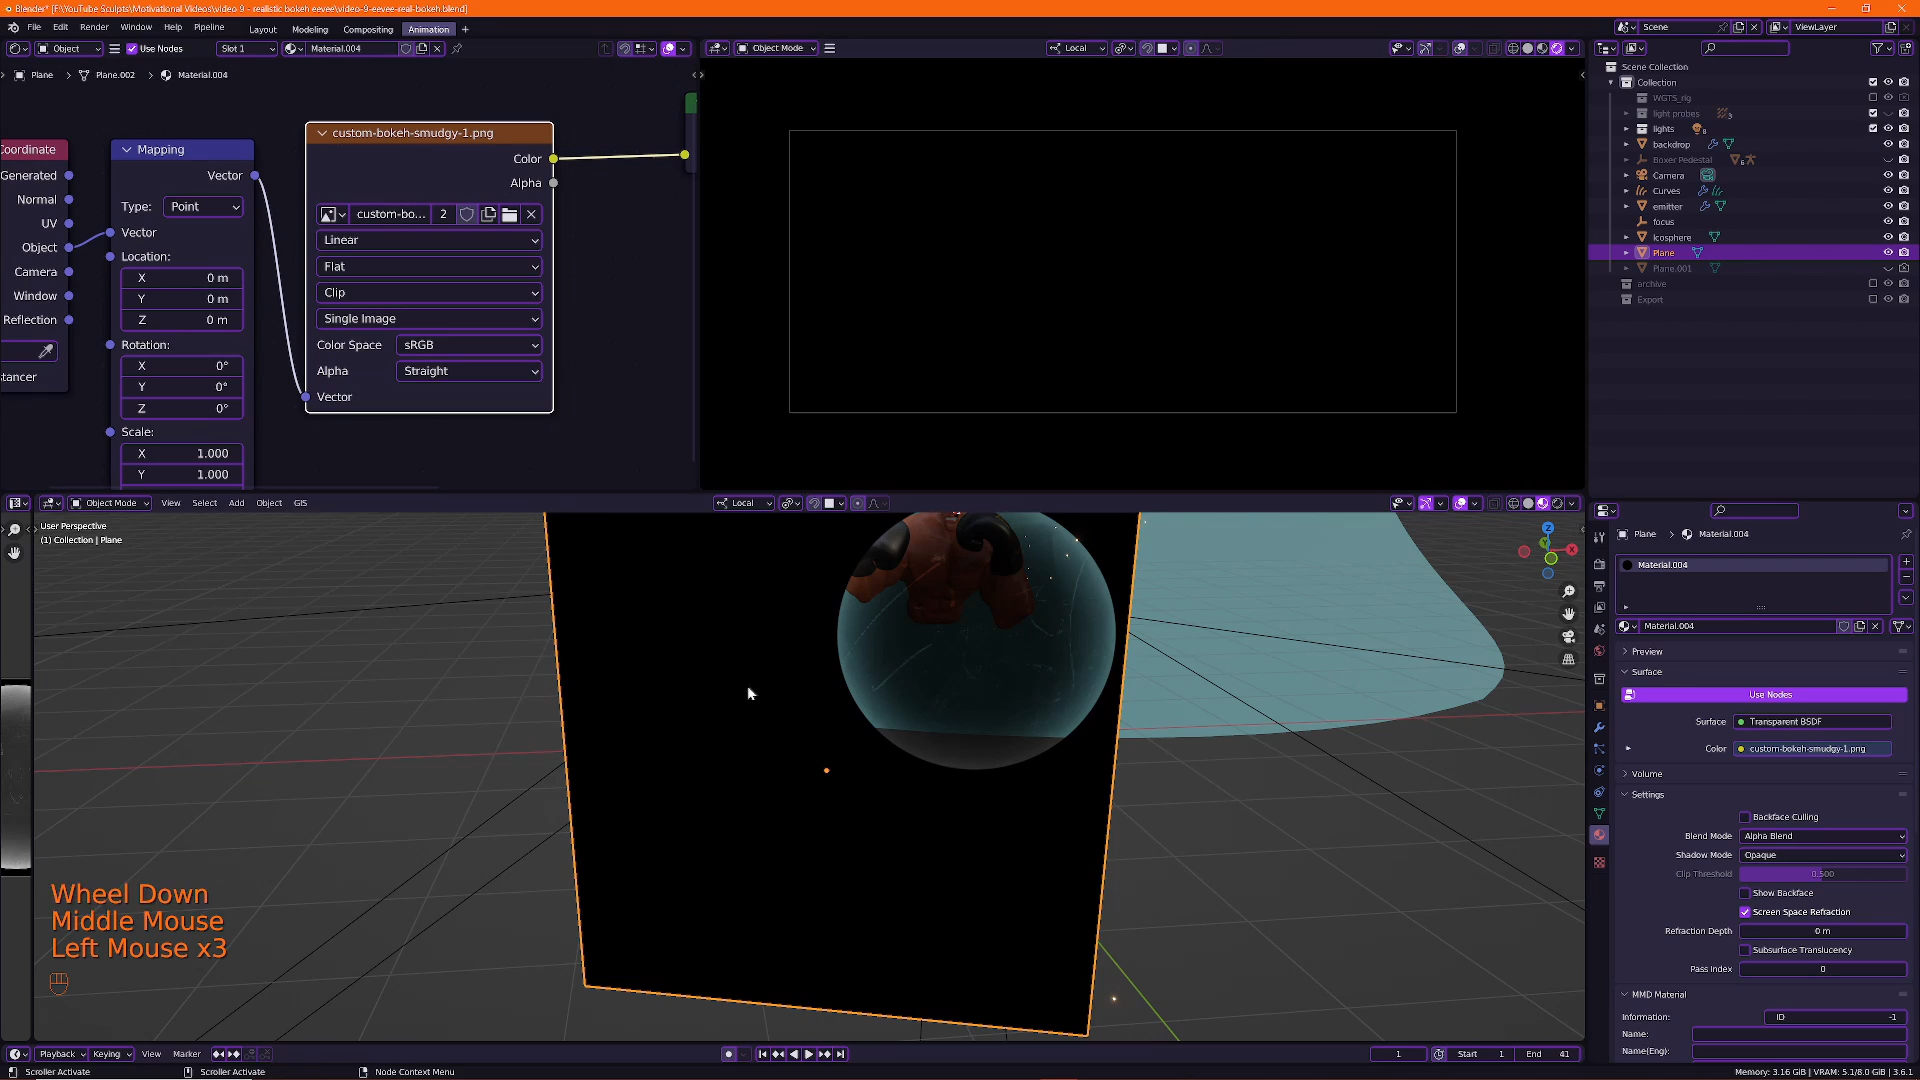 Blender* [F:\YouTube Sculpts\Motivational Videos\video 9 - realistic bokeh eevee\video-9-eevee-real-bokeh.blend]
File Edit Render Window Help Pipeline Layout Modeling Compositing Animation + Scene ViewLayer
Object Use Nodes Slot 1 Material.004 Object Mode Local
Plane > Plane.002 > Material.004
Scene Collection
Collection
WGTS_rig
light probes
lights
backdrop
Boxer Pedestal
Camera
Curves
emitter
focus
Icosphere
Plane
Plane.001
archive
Export
Coordinate
Generated
Normal
UV
Object
Camera
Window
Reflection
stancer
Mapping
Vector
Type: Point
Vector
Location:
X 0 m
Y 0 m
Z 0 m
Rotation:
X 0°
Y 0°
Z 0°
Scale:
X 1.000
Y 1.000
custom-bokeh-smudgy-1.png
Color
Alpha
custom-bo... 2
Linear
Flat
Clip
Single Image
Color Space sRGB
Alpha Straight
Vector
Object Mode View Select Add Object GIS Local
User Perspective
(1) Collection | Plane
Z
X
Y
Wheel Down
Middle Mouse
Left Mouse x3
Plane > Material.004
Material.004
Material.004
Preview
Surface
Use Nodes
Surface Transparent BSDF
Color custom-bokeh-smudgy-1.png
Volume
Settings
Backface Culling
Blend Mode Alpha Blend
Shadow Mode Opaque
Clip Threshold 0.500
Show Backface
Screen Space Refraction
Refraction Depth 0 m
Subsurface Translucency
Pass Index 0
MMD Material
Information: ID -1
Name:
Name(Eng):
Playback Keying View Marker 1 Start 1 End 41
Scroller Activate Scroller Activate Node Context Menu Memory: 3.16 GiB | VRAM: 5.1/8.0 GiB | 3.6.1